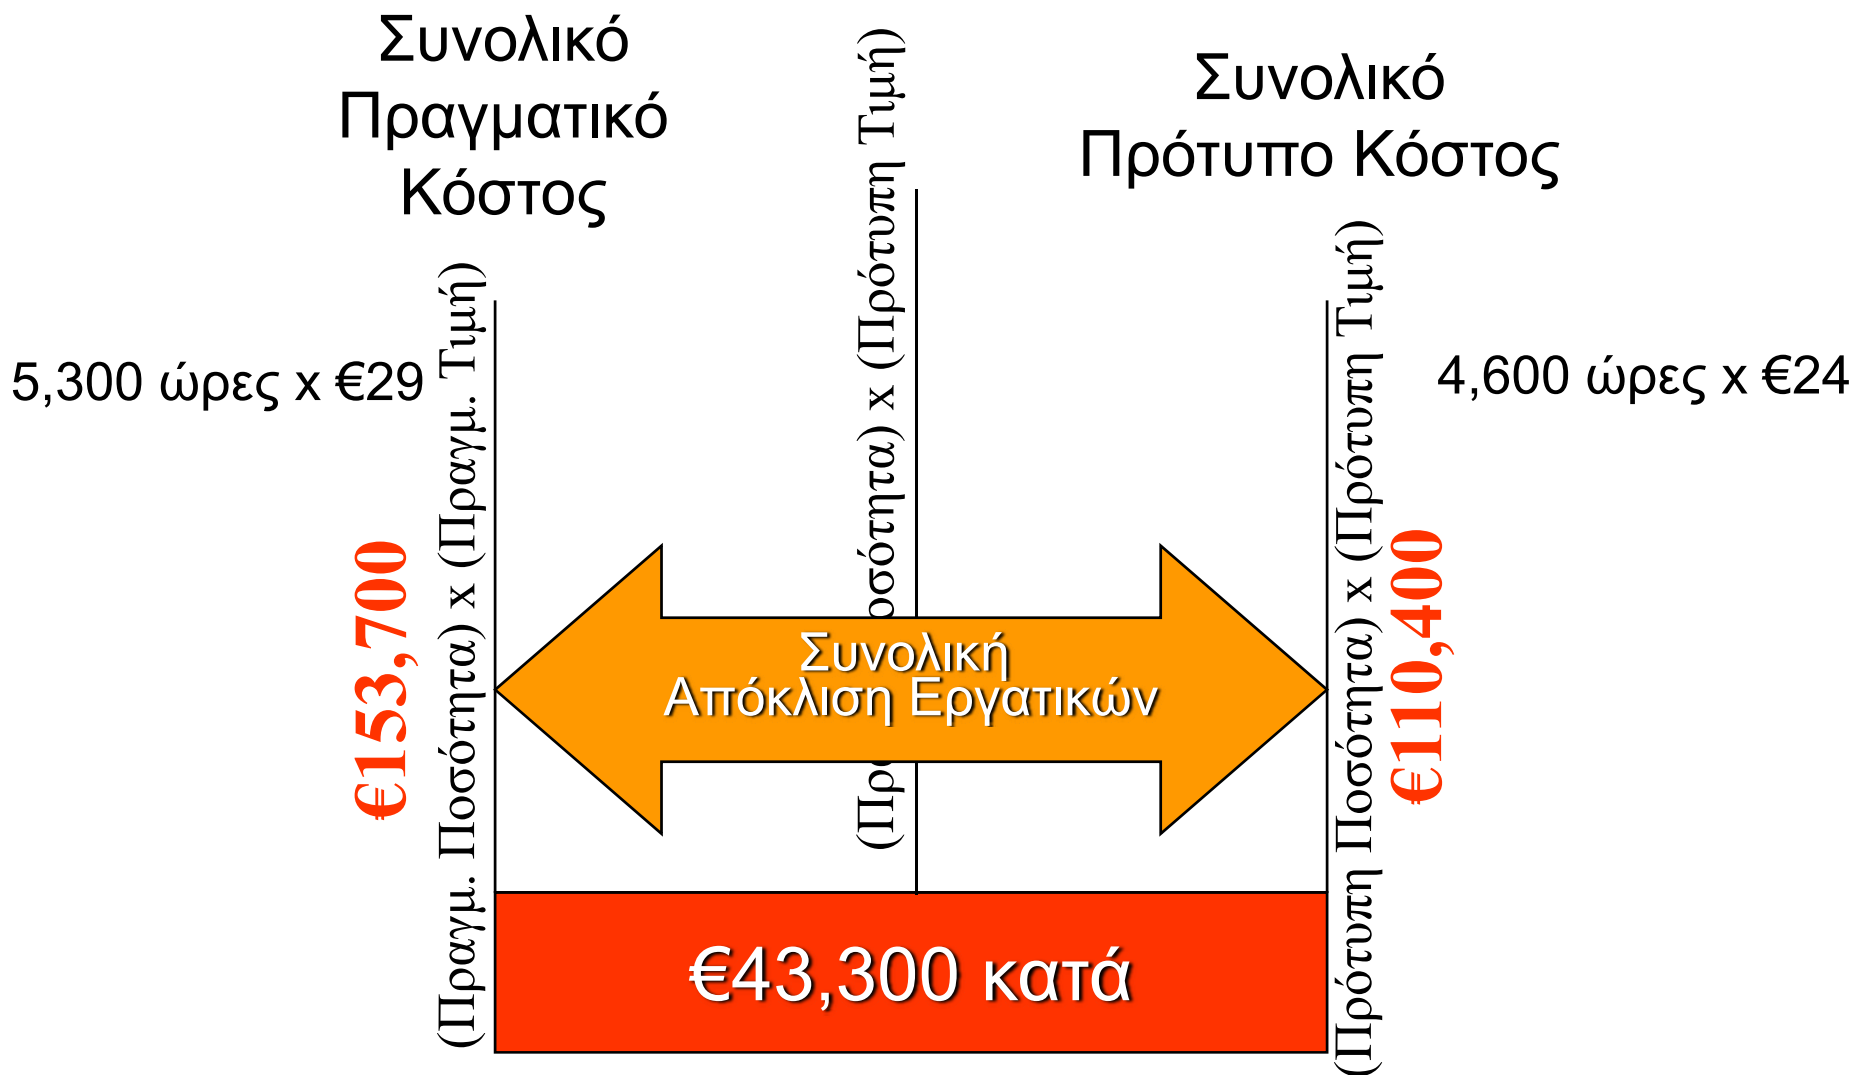 Συνολικό
Πραγματικό
Κόστος
Συνολικό
Πρότυπο Κόστος
5,300 ώρες x €29
4,600 ώρες x €24
€153,700
(Πραγμ. Ποσότητα) x (Πραγμ. Τιμή)
x (Πρότυπη Τιμή)
(Πρότυπη Ποσότητα) x (Πρότυπη Τιμή)
€110,400
Συνολική
Απόκλιση Εργατικών
€43,300 κατά